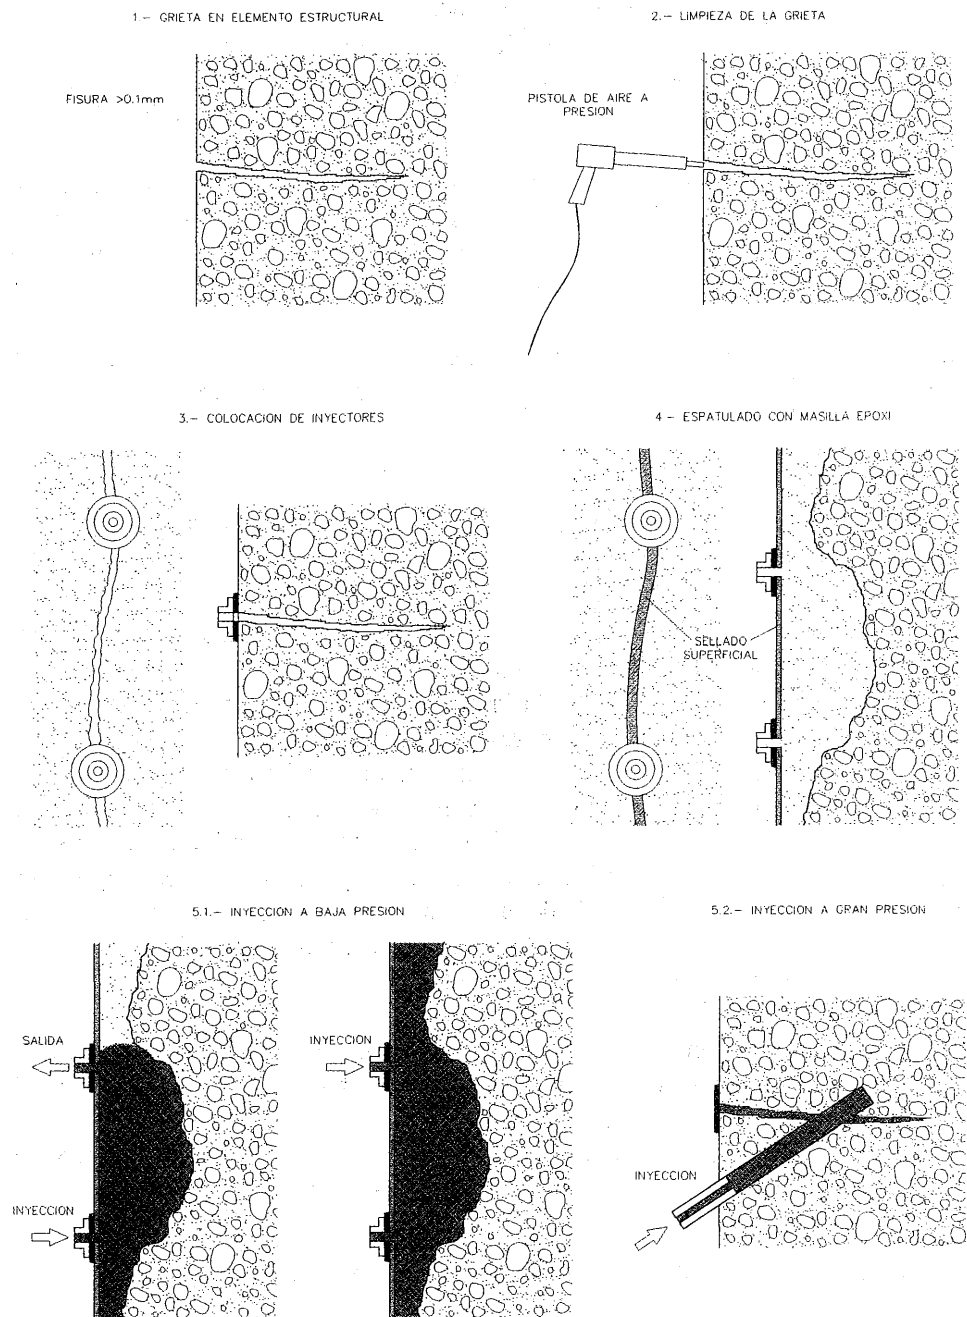 1.- GRIETA EN ELEMENTO ESTRUCTURAL
FISURA >0.1mm
2.- LIMPIEZA DE LA GRIETA
PISTOLA DE AIRE A
PRESION
3.- COLOCACION DE INYECTORES
4 - ESPATULADO CON MASILLA EPOXI
SELLADO
SUPERFICIAL
5.1.- INYECCION A BAJA PRESION
SALIDA
INYECCION
INYECCION
5.2.- INYECCION A GRAN PRESION
INYECCION